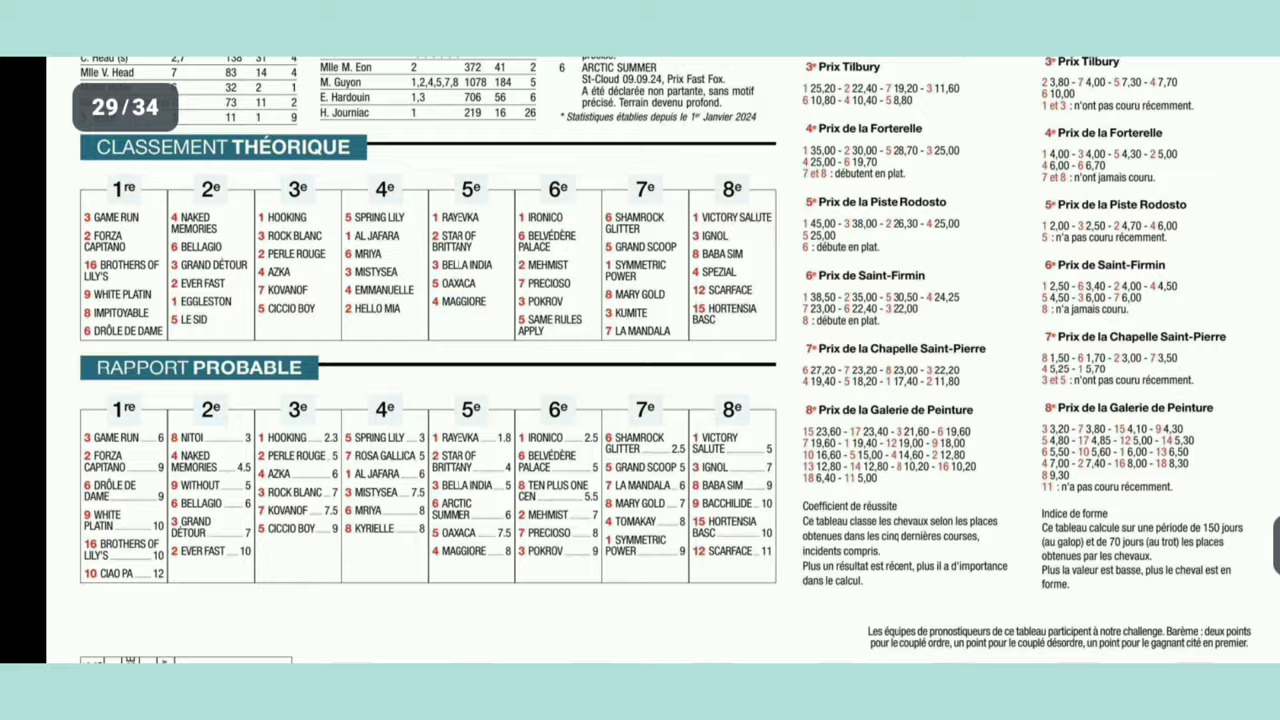 C. Head (s) 2,7 138 31 4
Mlle V. Head 7 83 14 4
6 32 2 1
73 11 2
11 1 9
29 / 34
Mlle M. Eon 2 372 41 2
M. Guyon 1,2,4,5,7,8 1078 184 5
E. Hardouin 1,3 706 56 6
H. Journiac 1 219 16 26
précise.
6 ARCTIC SUMMER
St-Cloud 09.09.24, Prix Fast Fox.
A été déclarée non partante, sans motif
précisé. Terrain devenu profond.
* Statistiques établies depuis le 1er Janvier 2024
CLASSEMENT THÉORIQUE
1re
3 GAME RUN
2 FORZA
CAPITANO
16 BROTHERS OF
LILY'S
9 WHITE PLATIN
8 IMPITOYABLE
6 DRÔLE DE DAME
2e
4 NAKED
MEMORIES
6 BELLAGIO
3 GRAND DÉTOUR
2 EVER FAST
1 EGGLESTON
5 LE SID
3e
1 HOOKING
3 ROCK BLANC
2 PERLE ROUGE
4 AZKA
7 KOVANOF
5 CICCIO BOY
4e
5 SPRING LILY
1 AL JAFARA
6 MRIYA
3 MISTYSEA
4 EMMANUELLE
2 HELLO MIA
5e
1 RAYEVKA
2 STAR OF
BRITTANY
3 BELLA INDIA
5 OAXACA
4 MAGGIORE
6e
1 IRONICO
6 BELVÉDÈRE
PALACE
2 MEHMIST
7 PRECIOSO
3 POKROV
5 SAME RULES
APPLY
7e
6 SHAMROCK
GLITTER
5 GRAND SCOOP
1 SYMMETRIC
POWER
8 MARY GOLD
3 KUMITE
7 LA MANDALA
8e
1 VICTORY SALUTE
3 IGNOL
8 BABA SIM
4 SPEZIAL
12 SCARFACE
15 HORTENSIA
BASC
RAPPORT PROBABLE
1re
3 GAME RUN 6
2 FORZA
CAPITANO 9
6 DRÔLE DE
DAME 9
9 WHITE
PLATIN 10
16 BROTHERS OF
LILY'S 10
10 CIAO PA 12
2e
8 NITOI 3
4 NAKED
MEMORIES 4.5
9 WITHOUT 5
6 BELLAGIO 6
3 GRAND
DÉTOUR 7
2 EVER FAST 10
3e
1 HOOKING 2.3
2 PERLE ROUGE 5
4 AZKA 6
3 ROCK BLANC 7
7 KOVANOF 7.5
5 CICCIO BOY 9
4e
5 SPRING LILY 3
7 ROSA GALLICA 5
1 AL JAFARA 6
3 MISTYSEA 7.5
6 MRIYA 8
8 KYRIELLE 8
5e
1 RAYEVKA 1.8
2 STAR OF
BRITTANY 4
3 BELLA INDIA 5
6 ARCTIC
SUMMER 6
5 OAXACA 7.5
4 MAGGIORE 8
6e
1 IRONICO 2.5
6 BELVÉDÈRE
PALACE 5
8 TEN PLUS ONE
CEN 5.5
2 MEHMIST 7
7 PRECIOSO 8
3 POKROV 9
7e
6 SHAMROCK
GLITTER 2.5
5 GRAND SCOOP 5
7 LA MANDALA 6
8 MARY GOLD 7
4 TOMAKAY 8
1 SYMMETRIC
POWER 9
8e
1 VICTORY
SALUTE 5
3 IGNOL 7
8 BABA SIM 9
9 BACCHILIDE 10
15 HORTENSIA
BASC 10
12 SCARFACE 11
3e Prix Tilbury
1 25,20 - 2 22,40 - 7 19,20 - 3 11,60
6 10,80 - 4 10,40 - 5 8,80
4e Prix de la Forterelle
1 35,00 - 2 30,00 - 5 28,70 - 3 25,00
4 25,00 - 6 19,70
7 et 8 : débutent en plat.
5e Prix de la Piste Rodosto
1 45,00 - 3 38,00 - 2 26,30 - 4 25,00
5 25,00
6 : débute en plat.
6e Prix de Saint-Firmin
1 38,50 - 2 35,00 - 5 30,50 - 4 24,25
7 23,00 - 6 22,40 - 3 22,00
8 : débute en plat.
7e Prix de la Chapelle Saint-Pierre
6 27,20 - 7 23,20 - 8 23,00 - 3 22,20
4 19,40 - 5 18,20 - 1 17,40 - 2 11,80
8e Prix de la Galerie de Peinture
15 23,60 - 17 23,40 - 3 21,60 - 6 19,60
7 19,60 - 1 19,40 - 12 19,00 - 9 18,00
10 16,60 - 5 15,00 - 4 14,60 - 2 12,80
13 12,80 - 14 12,80 - 8 10,20 - 16 10,20
18 6,40 - 11 5,00
Coefficient de réussite
Ce tableau classe les chevaux selon les places
obtenues dans les cinq dernières courses,
incidents compris.
Plus un résultat est récent, plus il a d'importance
dans le calcul.
3e Prix Tilbury
2 3,80 - 7 4,00 - 5 7,30 - 4 7,70
6 10,00
1 et 3 : n'ont pas couru récemment.
4e Prix de la Forterelle
1 4,00 - 3 4,00 - 5 4,30 - 2 5,00
4 6,00 - 6 6,70
7 et 8 : n'ont jamais couru.
5e Prix de la Piste Rodosto
1 2,00 - 3 2,50 - 2 4,70 - 4 6,00
5 : n'a pas couru récemment.
6e Prix de Saint-Firmin
1 2,50 - 6 3,40 - 2 4,00 - 4 4,50
5 4,50 - 3 6,00 - 7 6,00
8 : n'a jamais couru.
7e Prix de la Chapelle Saint-Pierre
8 1,50 - 6 1,70 - 2 3,00 - 7 3,50
4 5,25 - 1 5,70
3 et 5 : n'ont pas couru récemment.
8e Prix de la Galerie de Peinture
3 3,20 - 7 3,80 - 15 4,10 - 9 4,30
5 4,80 - 17 4,85 - 12 5,00 - 14 5,30
6 5,50 - 10 5,60 - 1 6,00 - 13 6,50
4 7,00 - 2 7,40 - 16 8,00 - 18 8,30
8 9,30
11 : n'a pas couru récemment.
Indice de forme
Ce tableau calcule sur une période de 150 jours
(au galop) et de 70 jours (au trot) les places
obtenues par les chevaux.
Plus la valeur est basse, plus le cheval est en
forme.
Les équipes de pronostiqueurs de ce tableau participent à notre challenge. Barème : deux points
pour le couplé ordre, un point pour le couplé désordre, un point pour le gagnant cité en premier.